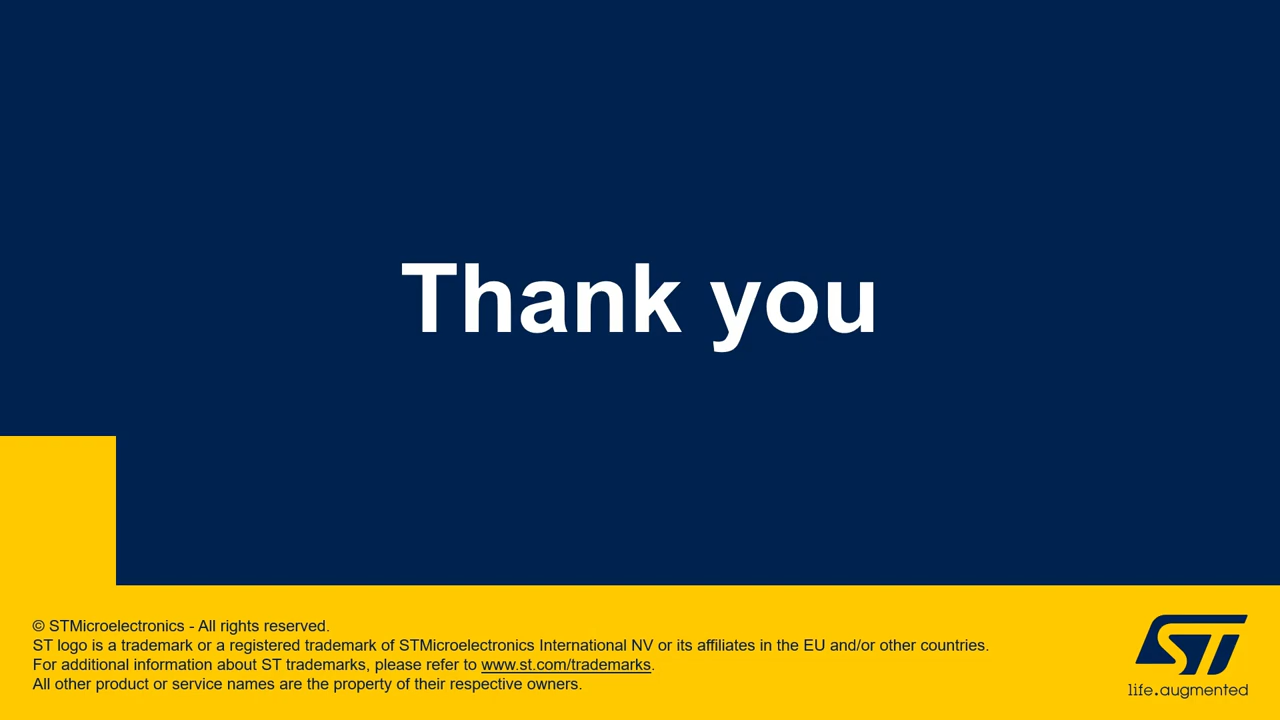 Thank you
© STMicroelectronics - All rights reserved.
ST logo is a trademark or a registered trademark of STMicroelectronics International NV or its affiliates in the EU and/or other countries.
For additional information about ST trademarks, please refer to www.st.com/trademarks.
All other product or service names are the property of their respective owners.
ST
life.augmented